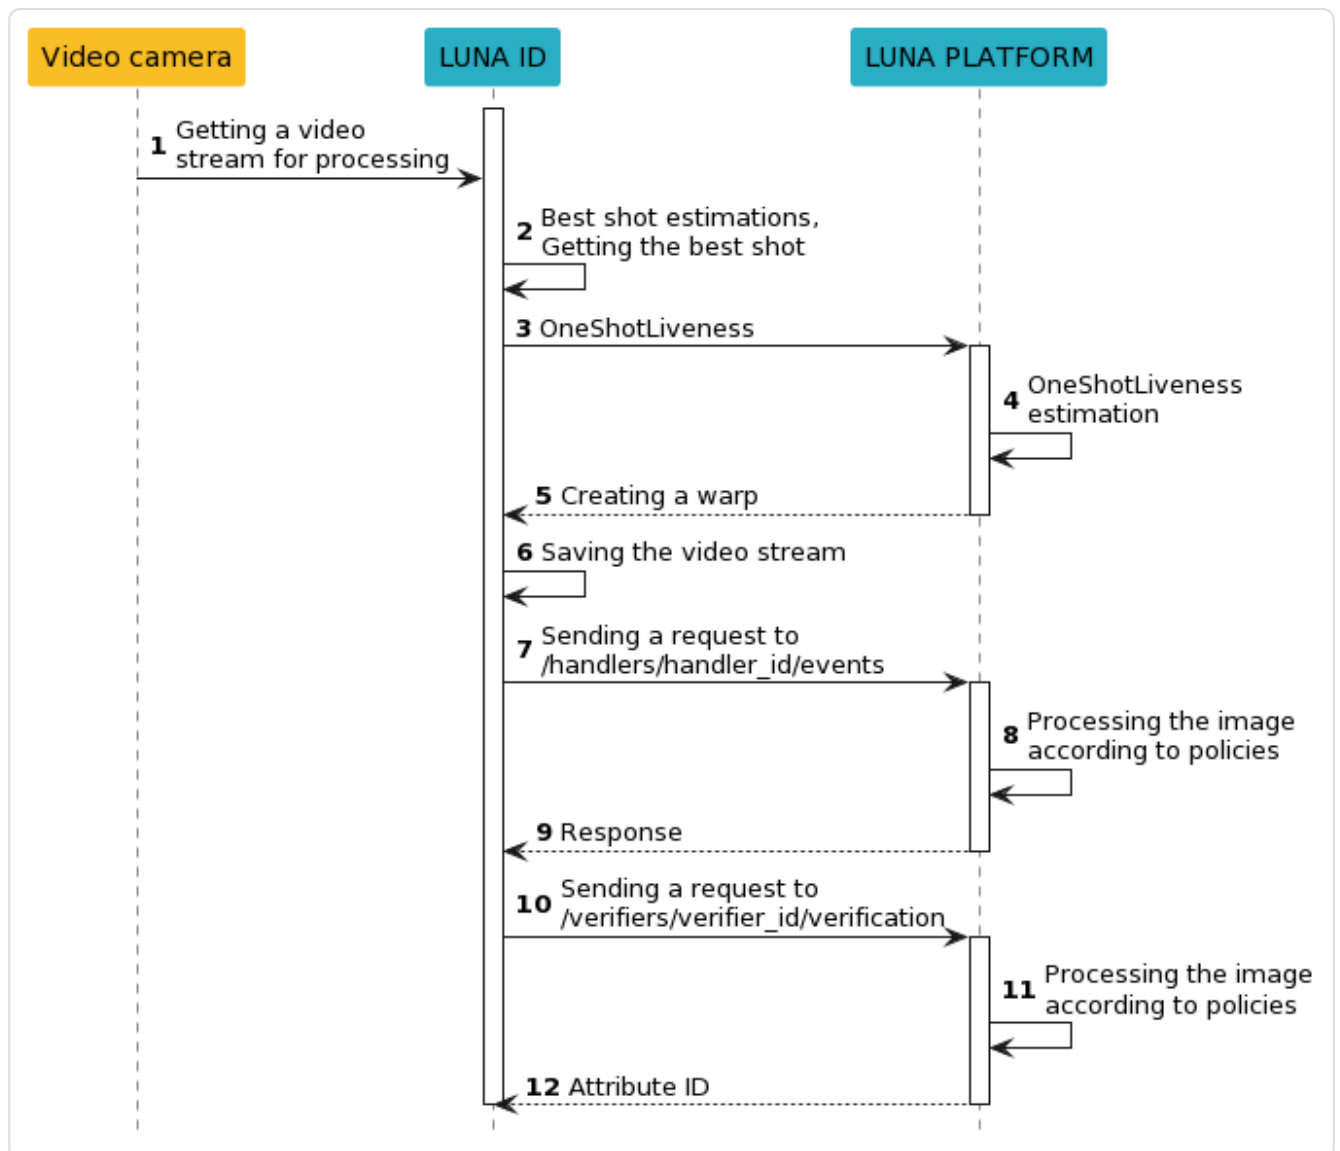 Video camera
LUNA ID
LUNA PLATFORM
1 Getting a video
stream for processing
2 Best shot estimations,
Getting the best shot
3 OneShotLiveness
4 OneShotLiveness
estimation
5 Creating a warp
6 Saving the video stream
7 Sending a request to
/handlers/handler_id/events
8 Processing the image
according to policies
9 Response
10 Sending a request to
/verifiers/verifier_id/verification
11 Processing the image
according to policies
12 Attribute ID